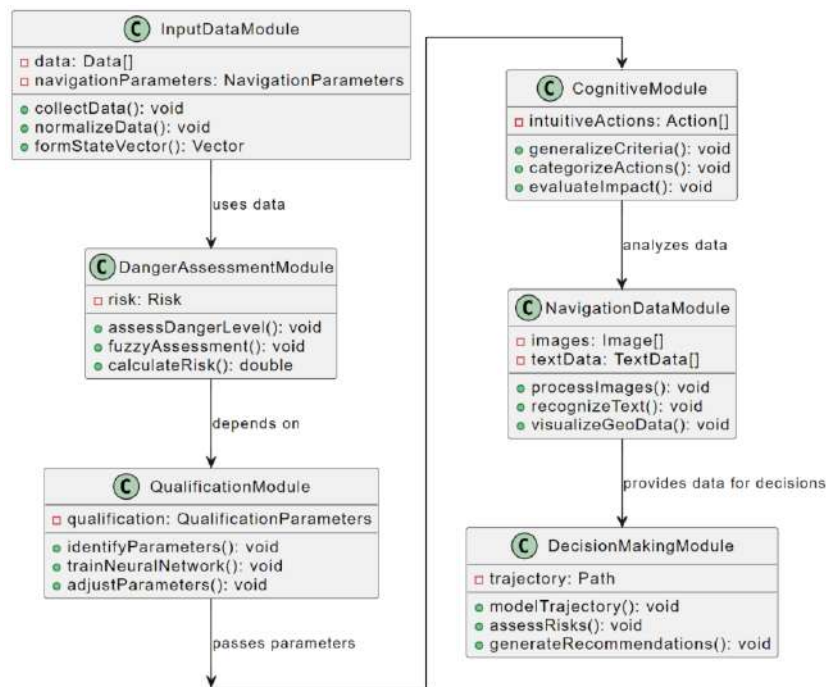 C InputDataModule
data: Data[]
navigationParameters: NavigationParameters
collectData(): void
normalizeData(): void
formStateVector(): Vector
uses data
C DangerAssessmentModule
risk: Risk
assessDangerLevel(): void
fuzzyAssessment(): void
calculateRisk(): double
depends on
C QualificationModule
qualification: QualificationParameters
identifyParameters(): void
trainNeuralNetwork(): void
adjustParameters(): void
passes parameters
C CognitiveModule
intuitiveActions: Action[]
generalizeCriteria(): void
categorizeActions(): void
evaluateImpact(): void
analyzes data
C NavigationDataModule
images: Image[]
textData: TextData[]
processImages(): void
recognizeText(): void
visualizeGeoData(): void
provides data for decisions
C DecisionMakingModule
trajectory: Path
modelTrajectory(): void
assessRisks(): void
generateRecommendations(): void